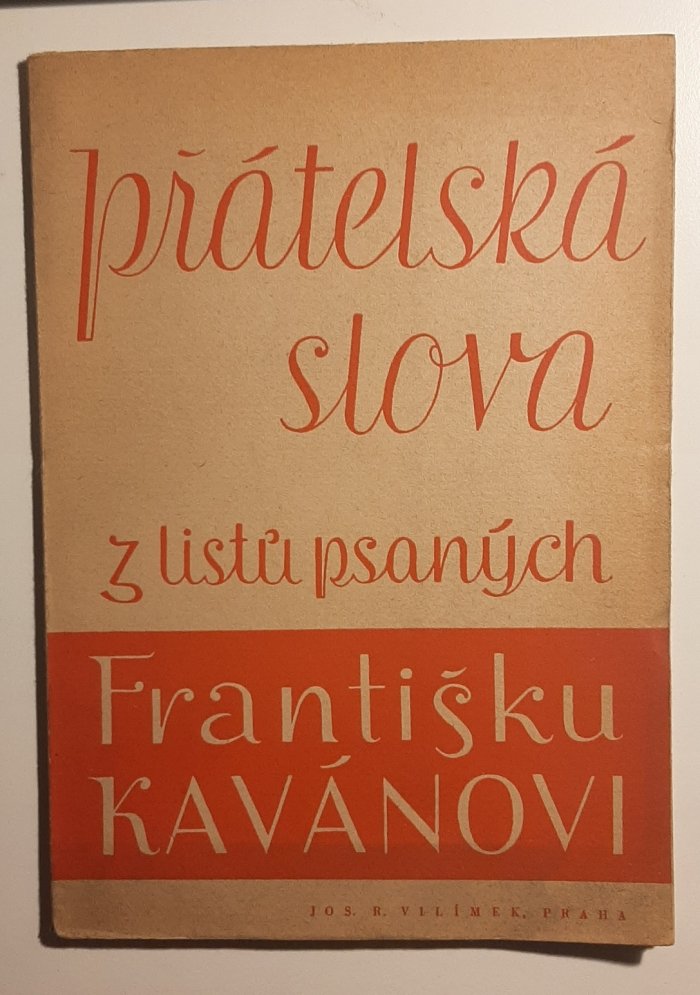 přátelská
slova
z listů psaných
Františku
KAVÁNOVI
JOS. R. VILÍMEK, PRAHA